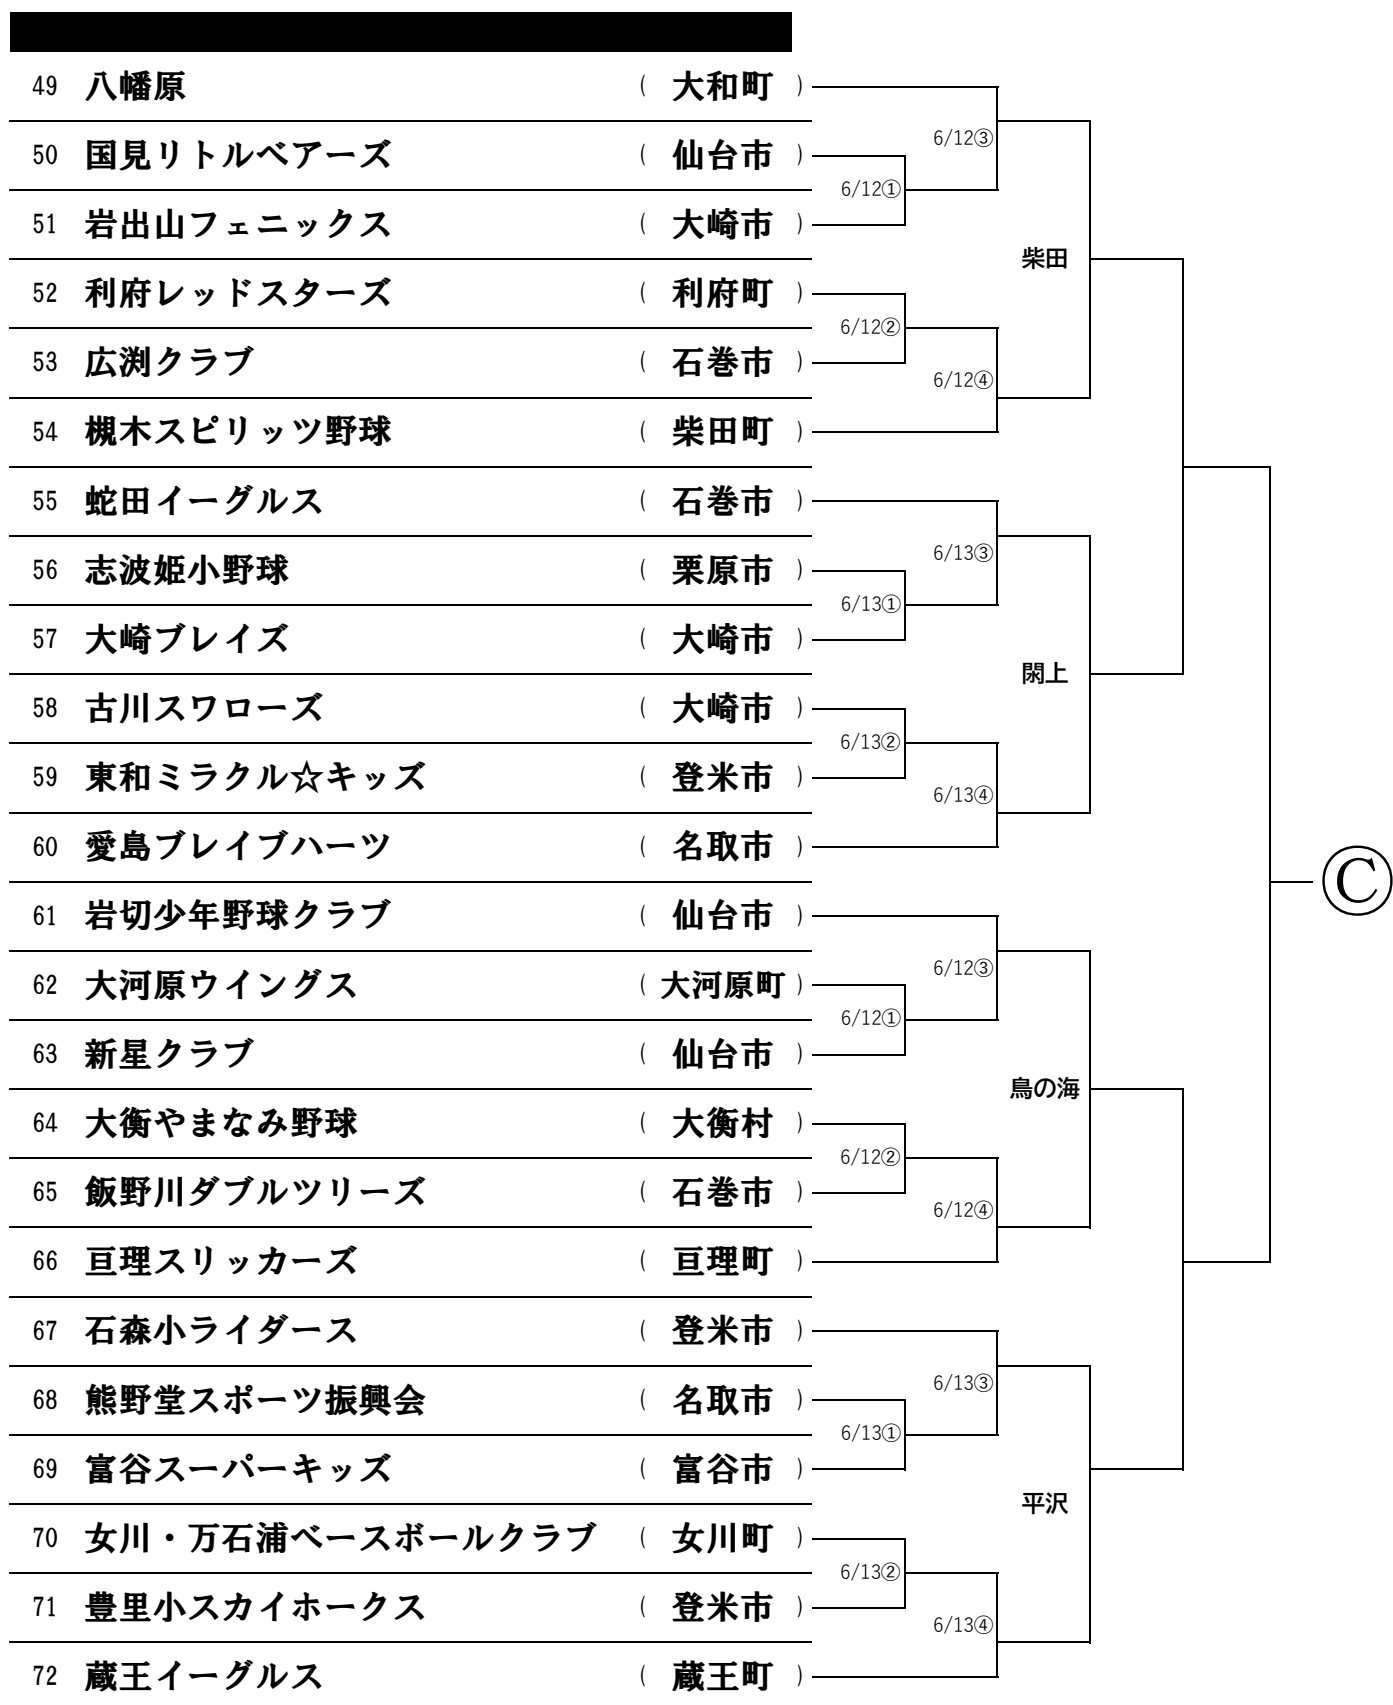 49 八幡原 ( 大和町 )
6/12③
50 国見リトルベアーズ ( 仙台市 )
6/12①
51 岩出山フェニックス ( 大崎市 )
柴田
52 利府レッドスターズ ( 利府町 )
6/12②
53 広渕クラブ ( 石巻市 )
6/12④
54 槻木スピリッツ野球 ( 柴田町 )
55 蛇田イーグルス ( 石巻市 )
6/13③
56 志波姫小野球 ( 栗原市 )
6/13①
57 大崎ブレイズ ( 大崎市 )
閖上
58 古川スワローズ ( 大崎市 )
6/13②
59 東和ミラクル☆キッズ ( 登米市 )
6/13④
60 愛島ブレイブハーツ ( 名取市 )
Ⓒ
61 岩切少年野球クラブ ( 仙台市 )
6/12③
62 大河原ウイングス ( 大河原町 )
6/12①
63 新星クラブ ( 仙台市 )
鳥の海
64 大衡やまなみ野球 ( 大衡村 )
6/12②
65 飯野川ダブルツリーズ ( 石巻市 )
6/12④
66 亘理スリッカーズ ( 亘理町 )
67 石森小ライダース ( 登米市 )
6/13③
68 熊野堂スポーツ振興会 ( 名取市 )
6/13①
69 富谷スーパーキッズ ( 富谷市 )
平沢
70 女川・万石浦ベースボールクラブ ( 女川町 )
6/13②
71 豊里小スカイホークス ( 登米市 )
6/13④
72 蔵王イーグルス ( 蔵王町 )